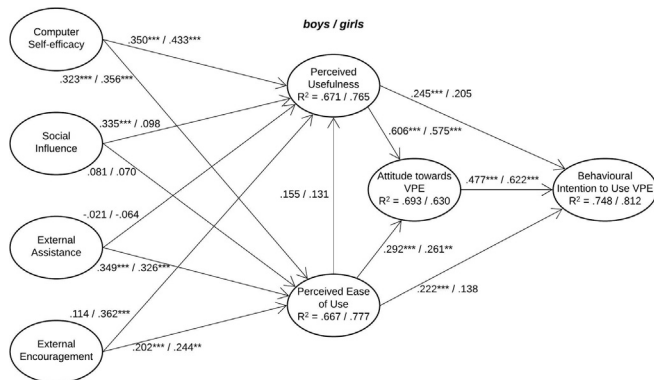 boys / girls
Computer
Self-efficacy
.350*** / .433***
.323*** / .356***
Perceived
Usefulness
R² = .671 / .765
.245*** / .205
.335*** / .098
.606*** / .575***
Social
Influence
.081 / .070
.155 / .131
Attitude towards
VPE
R² = .693 / .630
.477*** / .622***
Behavioural
Intention to Use VPE
R² = .748 / .812
-.021 / -.064
External
Assistance
.349*** / .326***
.292*** / .261**
.114 / .362***
Perceived Ease
of Use
R² = .667 / .777
.222*** / .138
External
Encouragement
.202*** / .244**